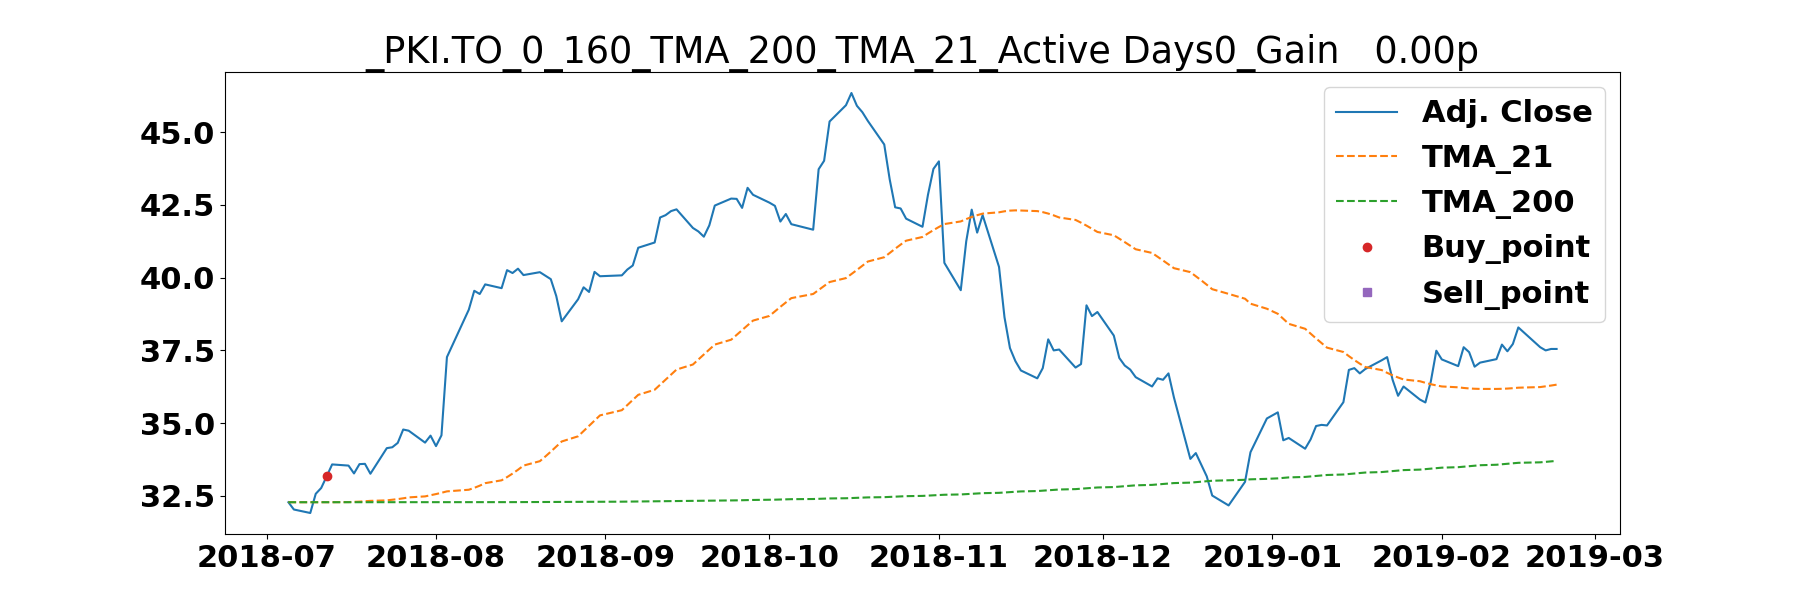 _PKI.TO_0_160_TMA_200_TMA_21_Active Days0_Gain   0.00p
45.0
42.5
40.0
37.5
35.0
32.5
Adj. Close
TMA_21
TMA_200
Buy_point
Sell_point
2018-07 2018-08 2018-09 2018-10 2018-11 2018-12 2019-01 2019-02 2019-03